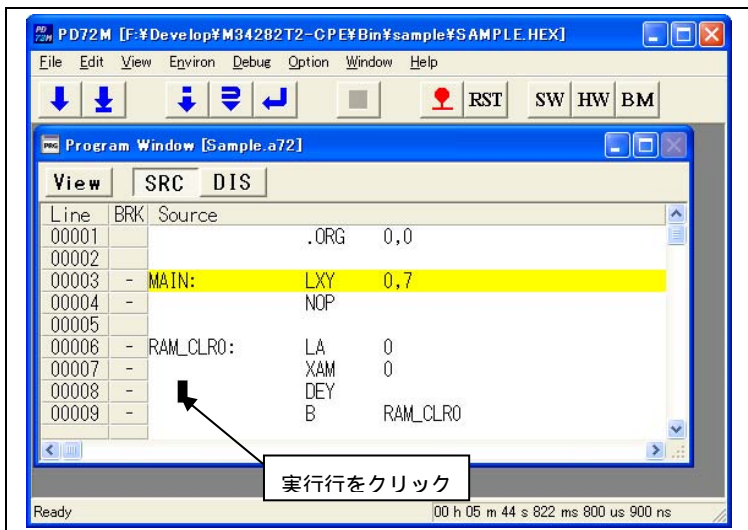 PD72M [F:¥Develop¥M34282T2-CPE¥Bin¥sample¥SAMPLE.HEX]
File Edit View Environ Debug Option Window Help
RST SW HW BM
PRG Program Window [Sample.a72]
View SRC DIS
Line BRK Source
00001 .ORG 0,0
00002
00003 - MAIN: LXY 0,7
00004 - NOP
00005
00006 - RAM_CLR0: LA 0
00007 - XAM 0
00008 - DEY
00009 - B RAM_CLR0
実行行をクリック
Ready 00 h 05 m 44 s 822 ms 800 us 900 ns